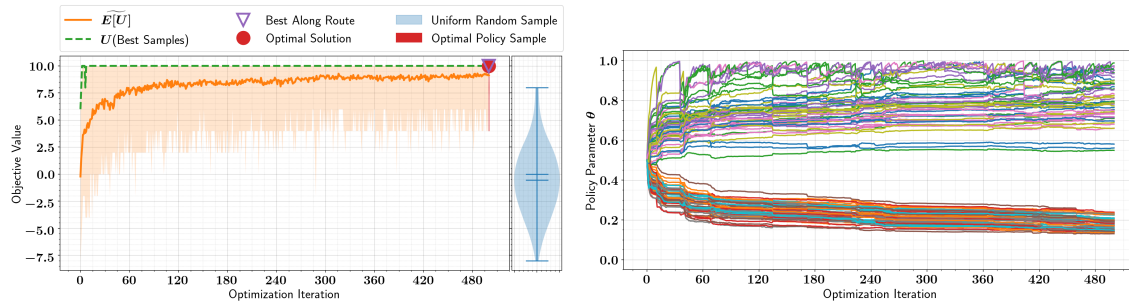 E[U]
U(Best Samples)
Best Along Route
Optimal Solution
Uniform Random Sample
Optimal Policy Sample
Objective Value
10.0
7.5
5.0
2.5
0.0
−2.5
−5.0
−7.5
0 60 120 180 240 300 360 420 480
Optimization Iteration
Policy Parameter θ
1.0
0.8
0.6
0.4
0.2
0.0
0 60 120 180 240 300 360 420 480
Optimization Iteration